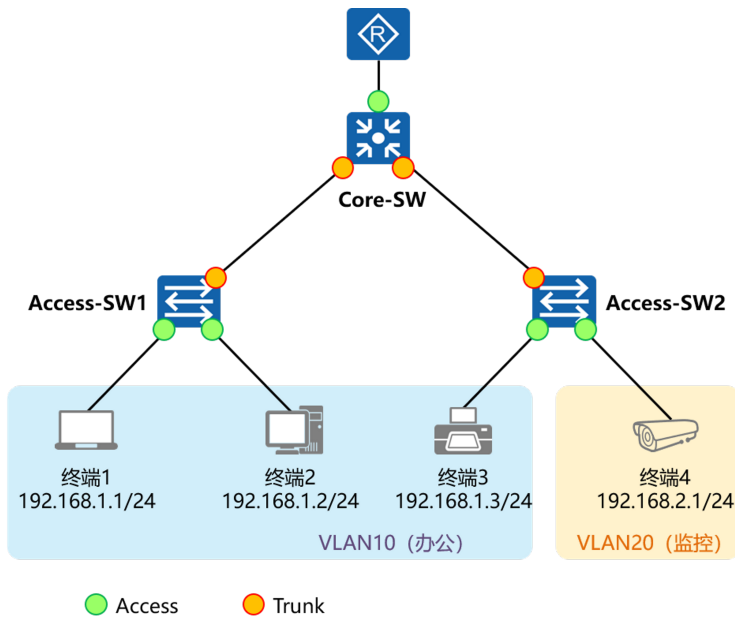 R
Core-SW
Access-SW1
Access-SW2
终端1
192.168.1.1/24
终端2
192.168.1.2/24
终端3
192.168.1.3/24
终端4
192.168.2.1/24
VLAN10（办公）
VLAN20（监控）
Access
Trunk